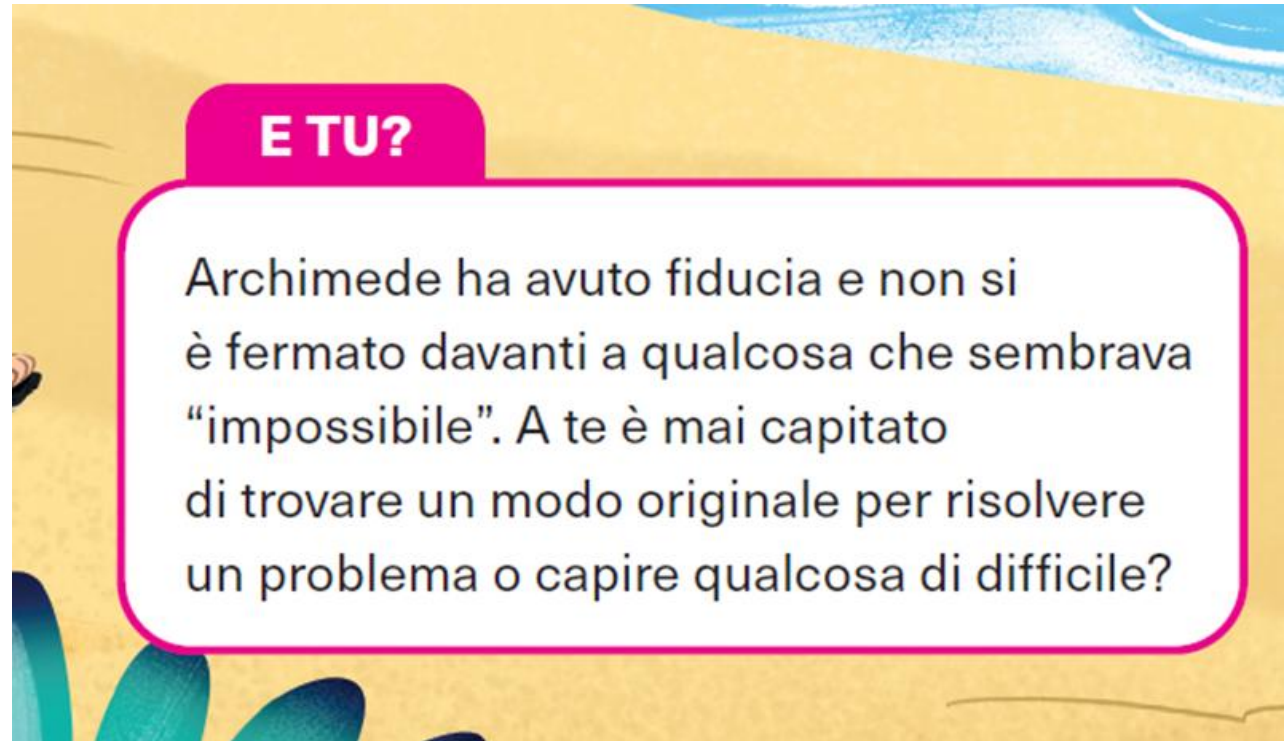 E TU?
Archimede ha avuto fiducia e non si
è fermato davanti a qualcosa che sembrava
“impossibile”. A te è mai capitato
di trovare un modo originale per risolvere
un problema o capire qualcosa di difficile?